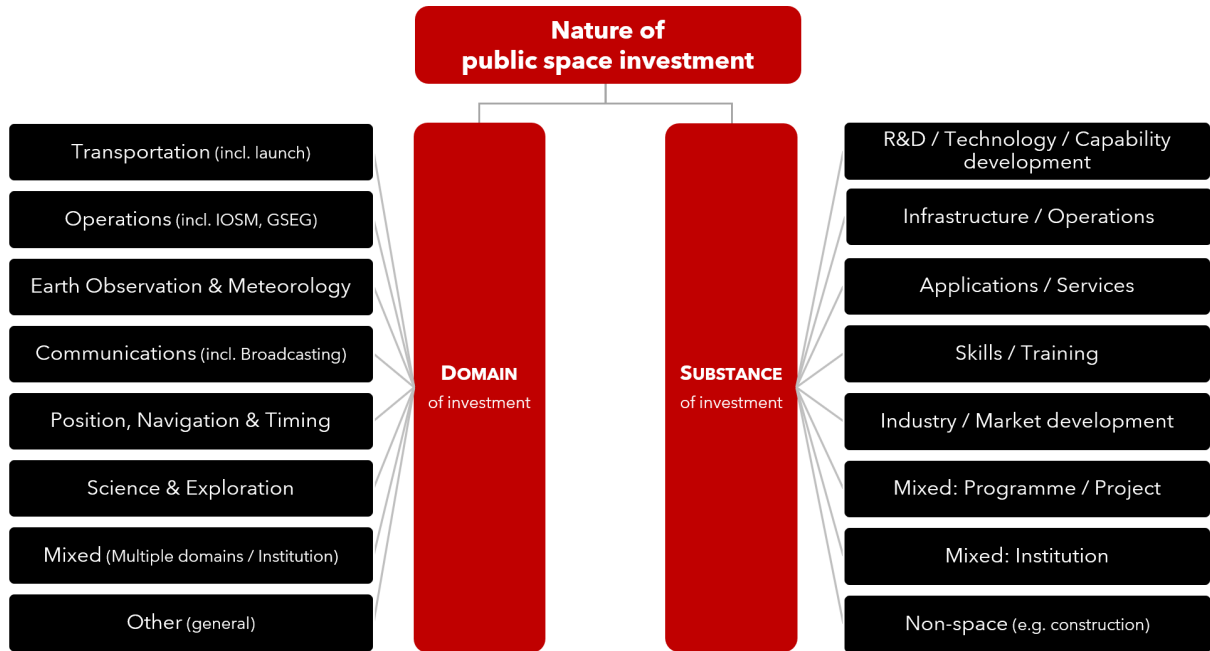 Nature of
public space investment
Transportation (incl. launch)
Operations (incl. IOSM, GSEG)
Earth Observation & Meteorology
Communications (incl. Broadcasting)
Position, Navigation & Timing
Science & Exploration
Mixed (Multiple domains / Institution)
Other (general)
DOMAIN
of investment
SUBSTANCE
of investment
R&D / Technology / Capability
development
Infrastructure / Operations
Applications / Services
Skills / Training
Industry / Market development
Mixed: Programme / Project
Mixed: Institution
Non-space (e.g. construction)